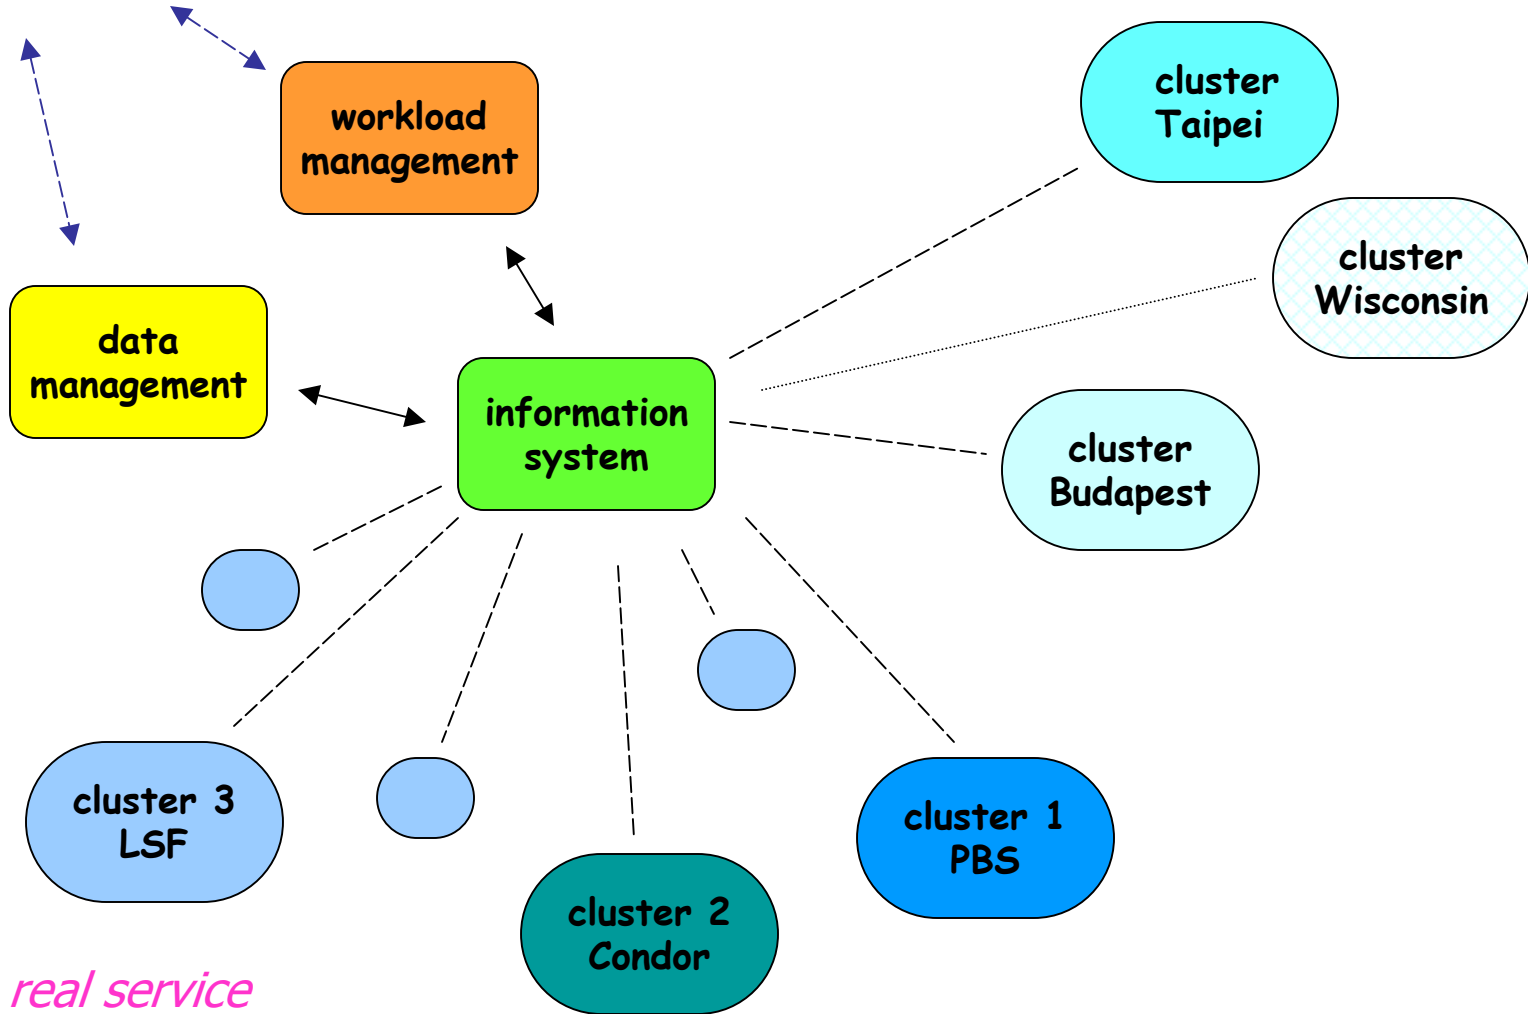 workload
management
cluster
Taipei
cluster
Wisconsin
data
management
information
system
cluster
Budapest
cluster 3
LSF
cluster 1
PBS
cluster 2
Condor
real service